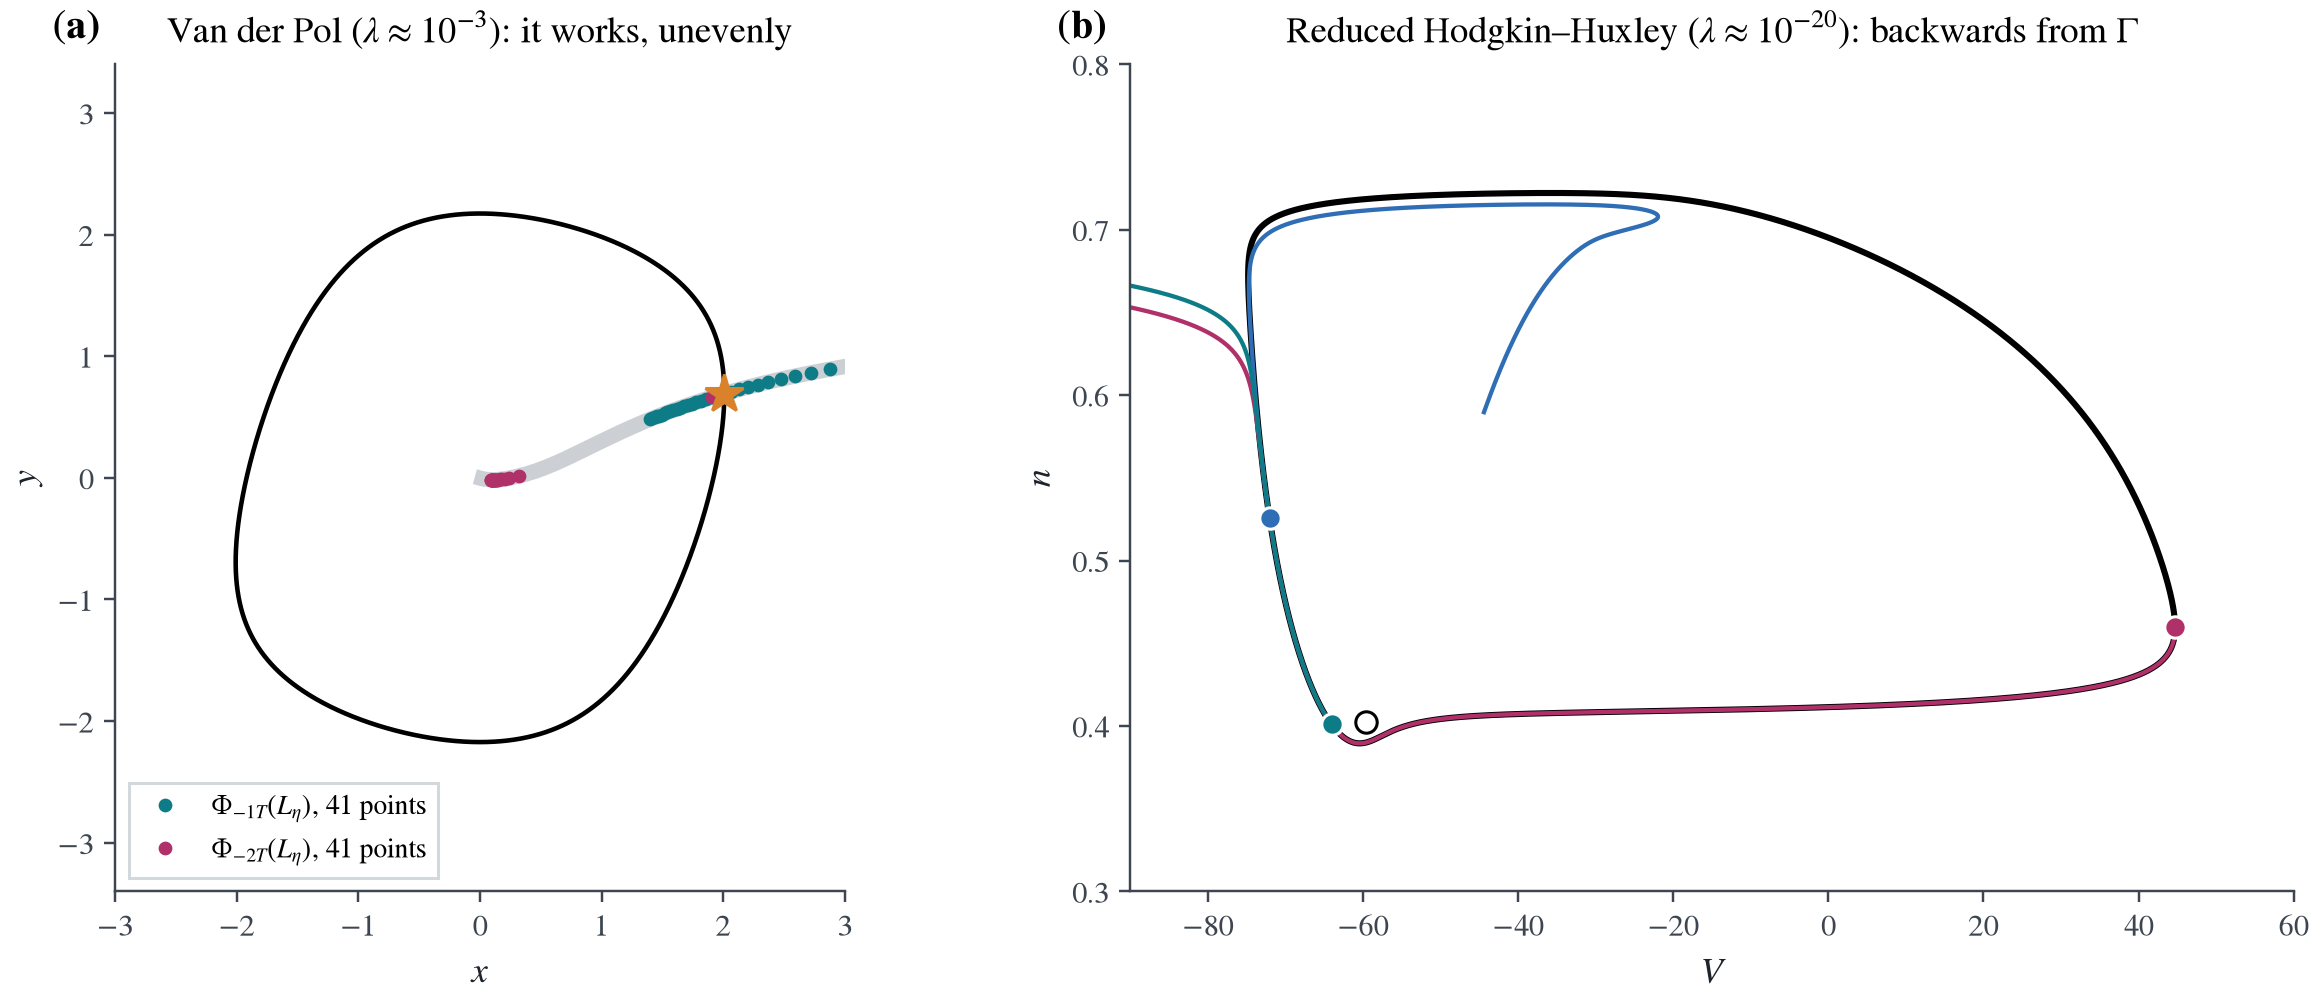 (a) Van der Pol (λ ≈ 10⁻³): it works, unevenly
3
2
1
0
−1
−2
−3
y
Φ₋₁T(Lη), 41 points
Φ₋₂T(Lη), 41 points
−3 −2 −1 0 1 2 3
x
(b) Reduced Hodgkin–Huxley (λ ≈ 10⁻²⁰): backwards from Γ
0.8
0.7
0.6
0.5
0.4
0.3
n
−80 −60 −40 −20 0 20 40 60
V